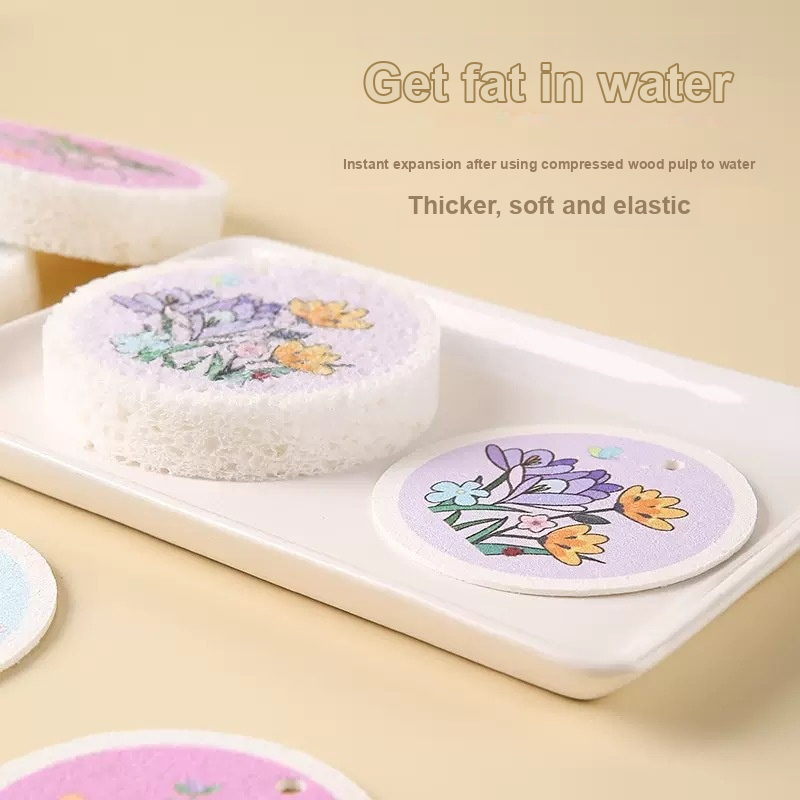 Get fat in water
Instant expansion after using compressed wood pulp to water
Thicker, soft and elastic